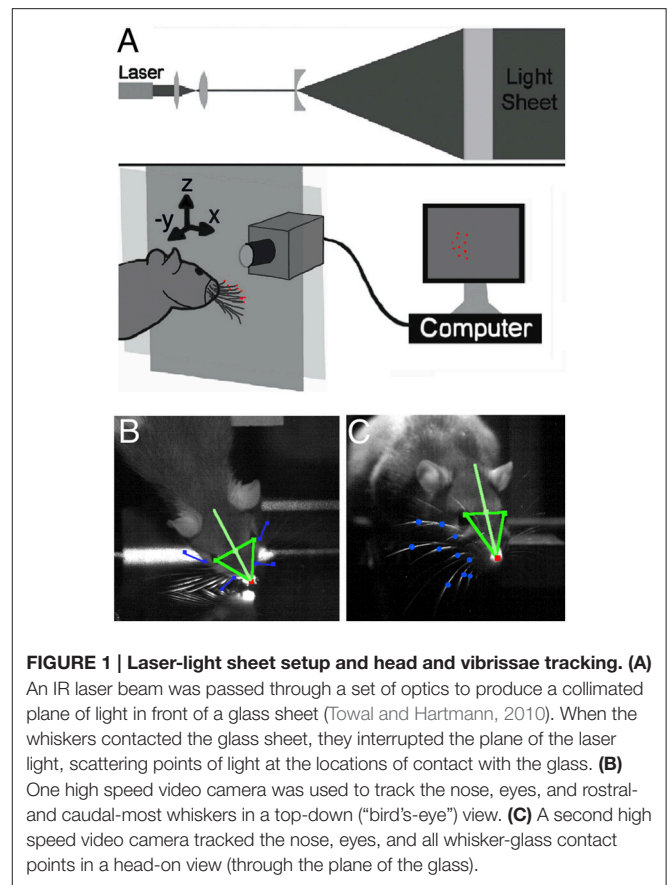 A
Laser
Light
Sheet
z
-y
x
Computer
B
C
FIGURE 1 | Laser-light sheet setup and head and vibrissae tracking. (A)
An IR laser beam was passed through a set of optics to produce a collimated
plane of light in front of a glass sheet (Towal and Hartmann, 2010). When the
whiskers contacted the glass sheet, they interrupted the plane of the laser
light, scattering points of light at the locations of contact with the glass. (B)
One high speed video camera was used to track the nose, eyes, and rostral-
and caudal-most whiskers in a top-down (“bird’s-eye”) view. (C) A second high
speed video camera tracked the nose, eyes, and all whisker-glass contact
points in a head-on view (through the plane of the glass).